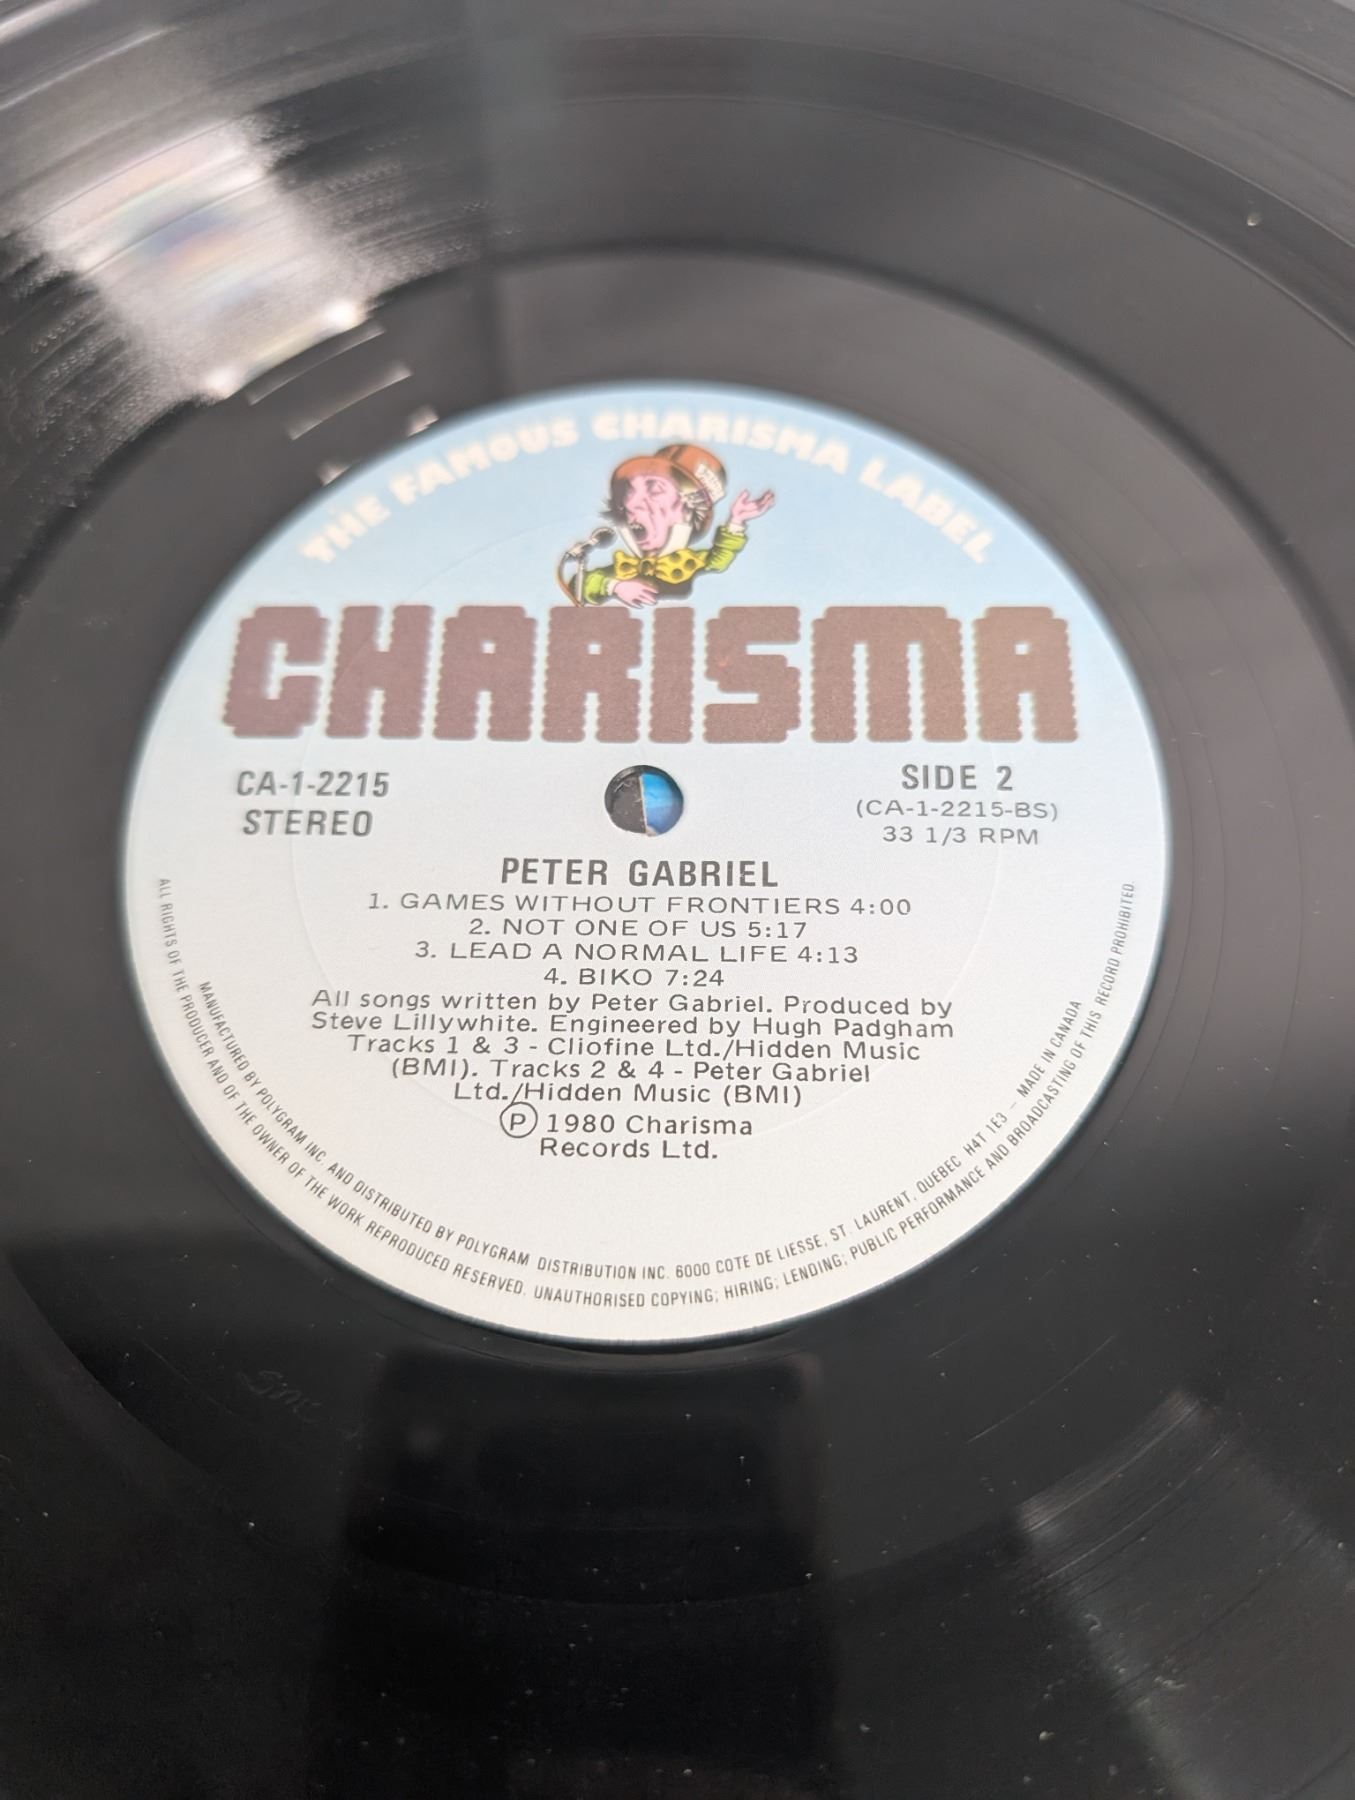 THE FAMOUS CHARISMA LABEL
CHARISMA
CA-1-2215
STEREO
SIDE 2
(CA-1-2215-BS)
33 1/3 RPM
PETER GABRIEL
1. GAMES WITHOUT FRONTIERS 4:00
2. NOT ONE OF US 5:17
3. LEAD A NORMAL LIFE 4:13
4. BIKO 7:24
All songs written by Peter Gabriel. Produced by
Steve Lillywhite. Engineered by Hugh Padgham
Tracks 1 & 3 - Cliofine Ltd./Hidden Music
(BMI). Tracks 2 & 4 - Peter Gabriel
Ltd./Hidden Music (BMI)
Ⓟ 1980 Charisma
Records Ltd.
MANUFACTURED BY POLYGRAM INC. AND DISTRIBUTED BY POLYGRAM DISTRIBUTION INC. 6000 COTE DE LIESSE, ST. LAURENT, QUEBEC H4T 1E3 – MADE IN CANADA
ALL RIGHTS OF THE PRODUCER AND OF THE OWNER OF THE WORK REPRODUCED RESERVED. UNAUTHORISED COPYING; HIRING; LENDING; PUBLIC PERFORMANCE AND BROADCASTING OF THIS RECORD PROHIBITED.